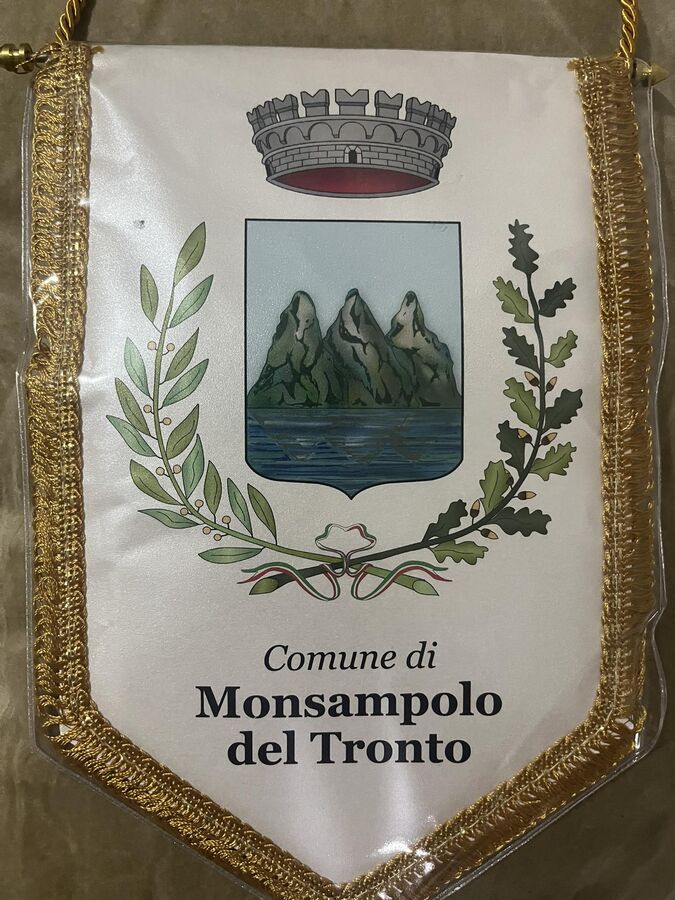 Comune di
Monsampolo
del Tronto